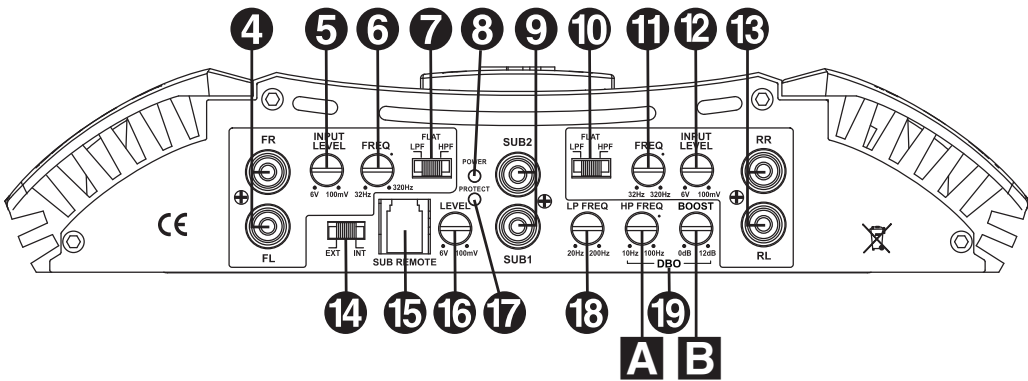 4 5 6 7 8 9 10 11 12 13
FR
INPUT
LEVEL
6V 100mV
FREQ
32Hz 320Hz
FLAT
LPF HPF
POWER
PROTECT
SUB2
FLAT
LPF HPF
FREQ
32Hz 320Hz
INPUT
LEVEL
6V 100mV
RR
CE
FL
EXT INT
SUB REMOTE
LEVEL
6V 100mV
SUB1
LP FREQ
20Hz 200Hz
HP FREQ
10Hz 100Hz
BOOST
0dB 12dB
DBO
RL
14 15 16 17 18 19
A B